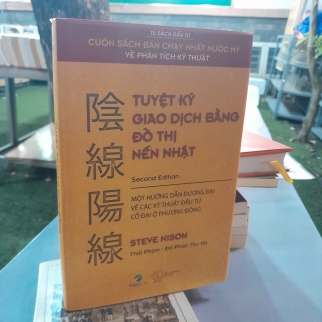 TỦ SÁCH ĐẦU TƯ
CUỐN SÁCH BÁN CHẠY NHẤT NƯỚC MỸ
VỀ PHÂN TÍCH KỸ THUẬT
陰線陽線
TUYỆT KỸ
GIAO DỊCH BẰNG
ĐỒ THỊ
NẾN NHẬT
Second Edition
MỘT HƯỚNG DẪN ĐƯƠNG ĐẠI
VỀ CÁC KỸ THUẬT ĐẦU TƯ
CỔ ĐẠI Ở PHƯƠNG ĐÔNG
STEVE NISON
Thái Phạm - Đỗ Phan Thu Hà